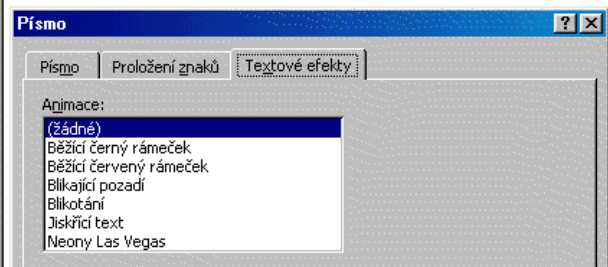 Písmo
Písmo Proložení znaků Textové efekty
Animace:
(žádné)
Běžící černý rámeček
Běžící červený rámeček
Blikající pozadí
Blikotání
Jiskřící text
Neony Las Vegas